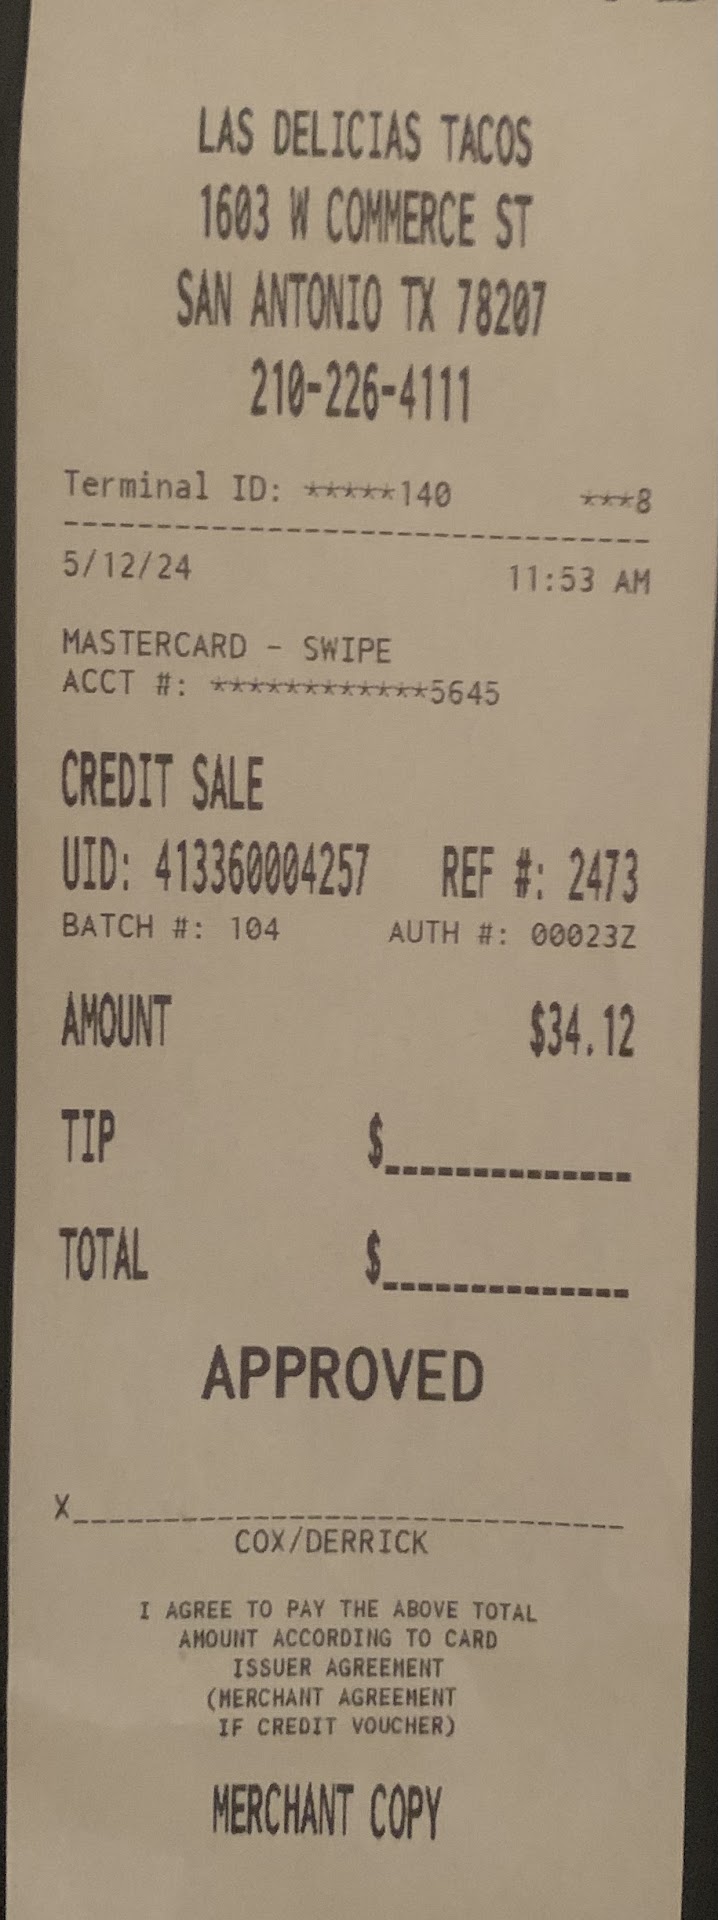 LAS DELICIAS TACOS
1603 W COMMERCE ST
SAN ANTONIO TX 78207
210-226-4111
Terminal ID: *****140 ***8
--------------------------------
5/12/24 11:53 AM
MASTERCARD - SWIPE
ACCT #: ************5645
CREDIT SALE
UID: 413360004257 REF #: 2473
BATCH #: 104 AUTH #: 00023Z
AMOUNT $34.12
TIP $______________
TOTAL $______________
APPROVED
X______________________________
COX/DERRICK
I AGREE TO PAY THE ABOVE TOTAL
AMOUNT ACCORDING TO CARD
ISSUER AGREEMENT
(MERCHANT AGREEMENT
IF CREDIT VOUCHER)
MERCHANT COPY